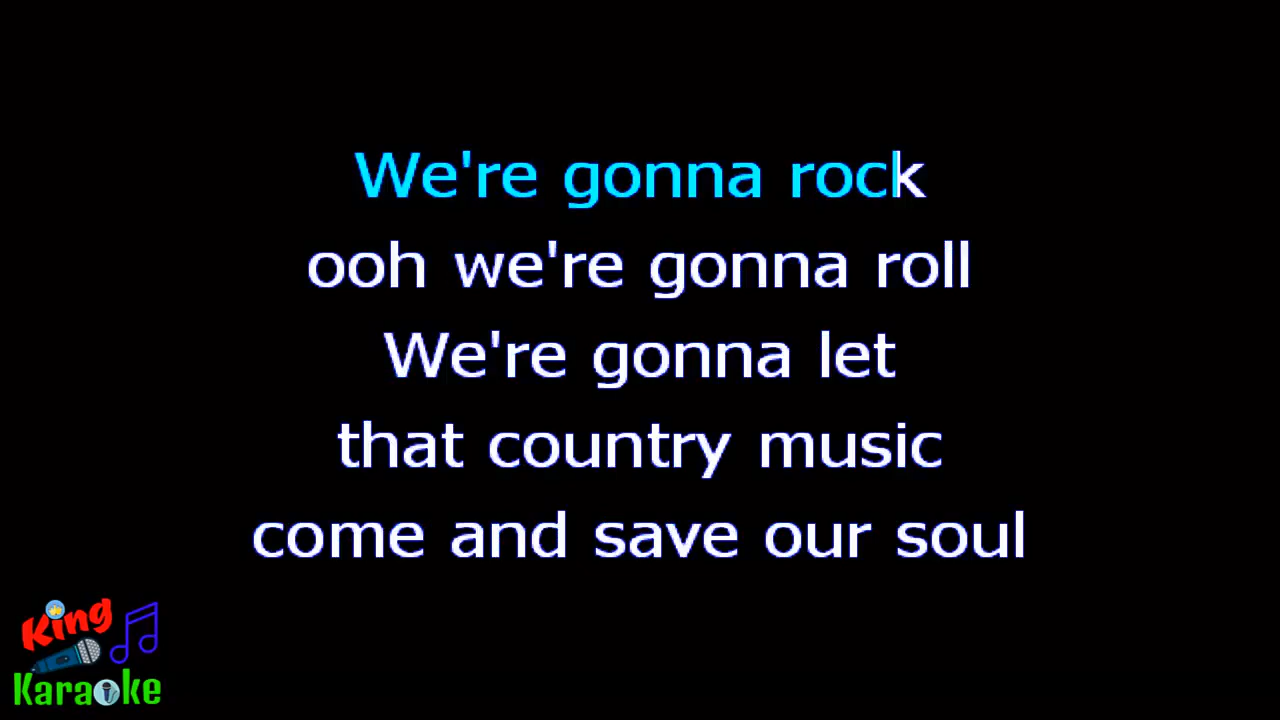 We're gonna rock
ooh we're gonna roll
We're gonna let
that country music
come and save our soul
King
Karaoke